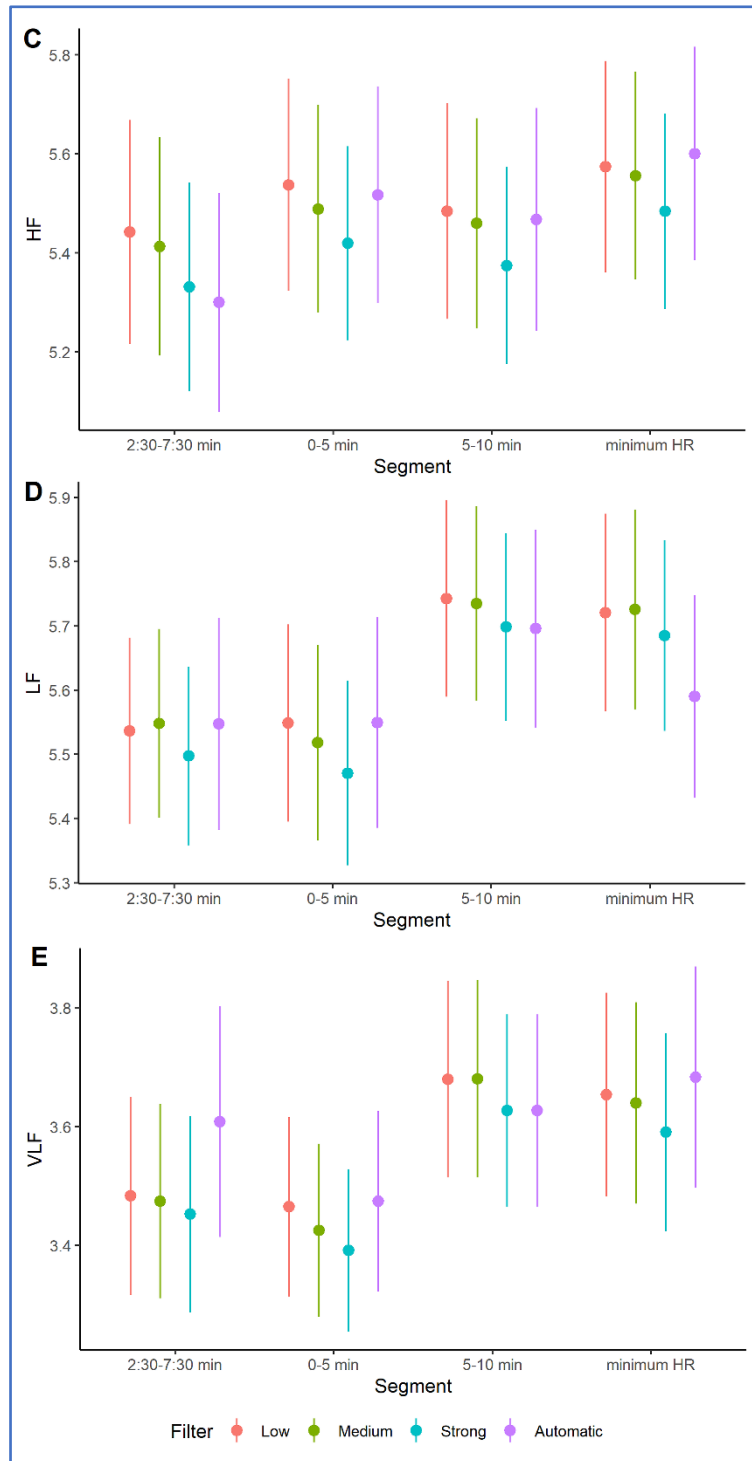 C
5.8
5.6
5.4
5.2
HF
2:30-7:30 min 0-5 min 5-10 min minimum HR
Segment
D
5.9
5.8
5.7
5.6
5.5
5.4
5.3
LF
2:30-7:30 min 0-5 min 5-10 min minimum HR
Segment
E
3.8
3.6
3.4
VLF
2:30-7:30 min 0-5 min 5-10 min minimum HR
Segment
Filter Low Medium Strong Automatic